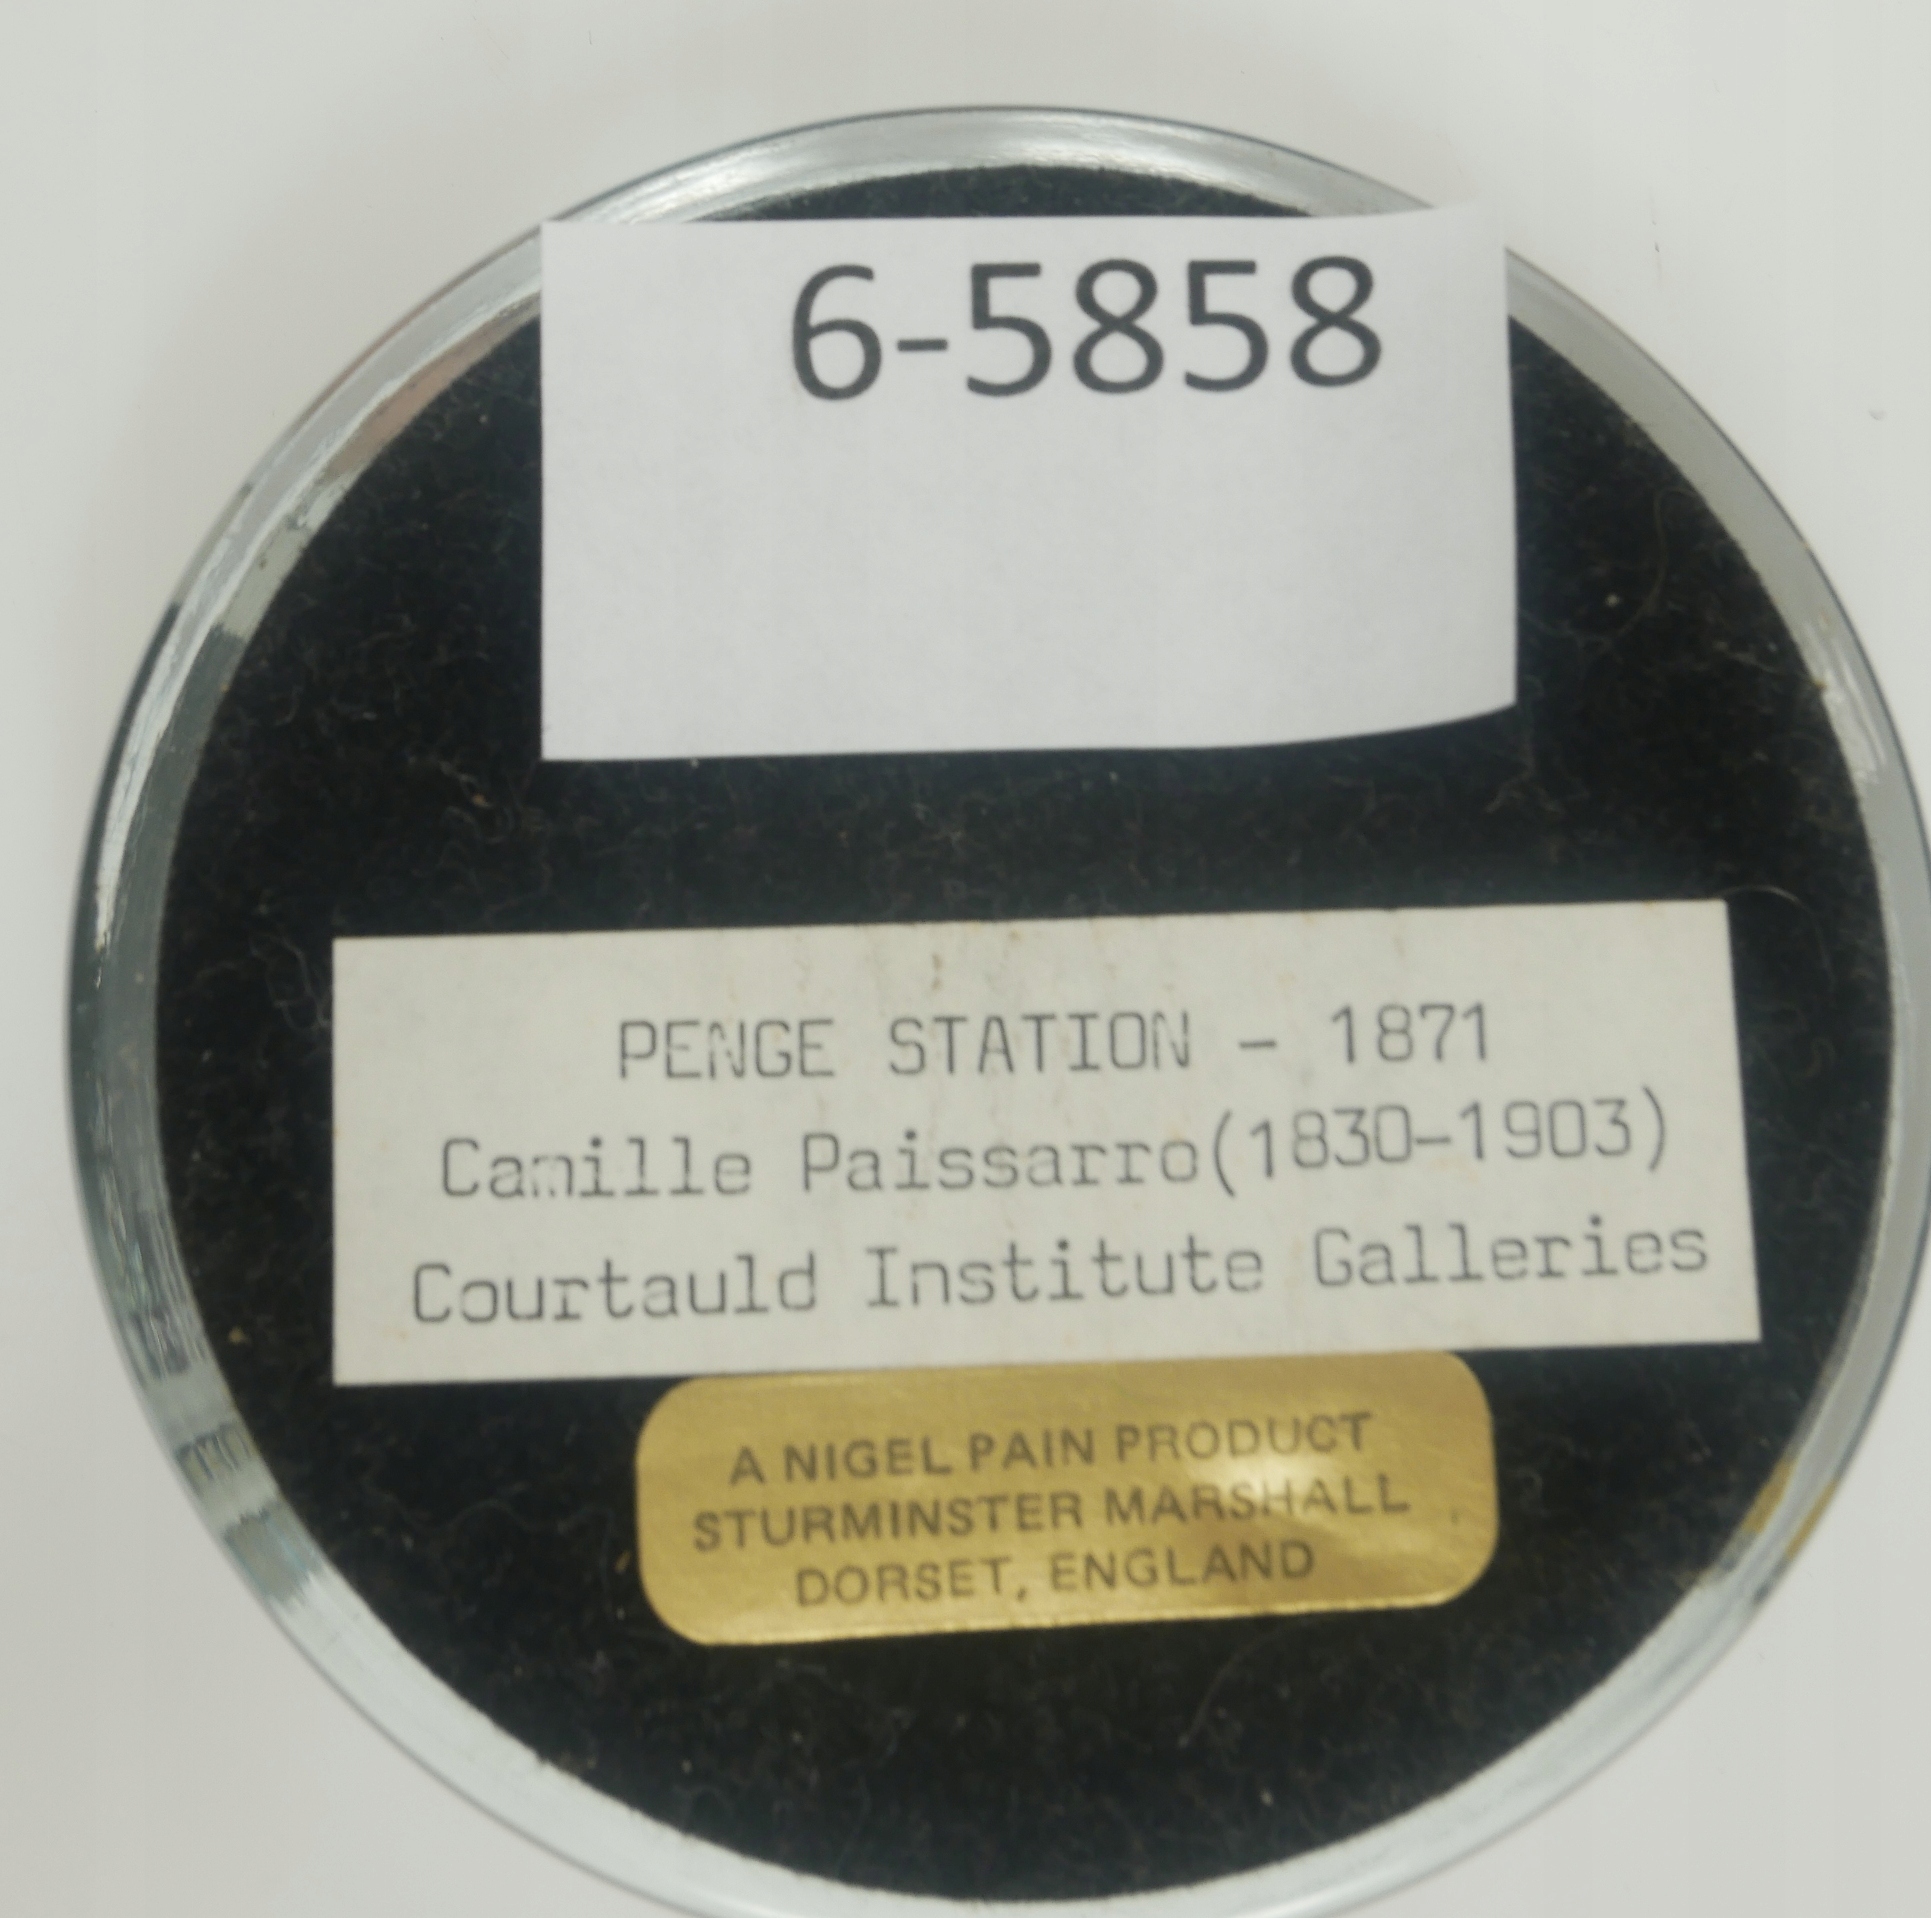 6-5858
PENGE STATION - 1871
Camille Paissarro(1830-1903)
Courtauld Institute Galleries
A NIGEL PAIN PRODUCT
STURMINSTER MARSHALL
DORSET, ENGLAND